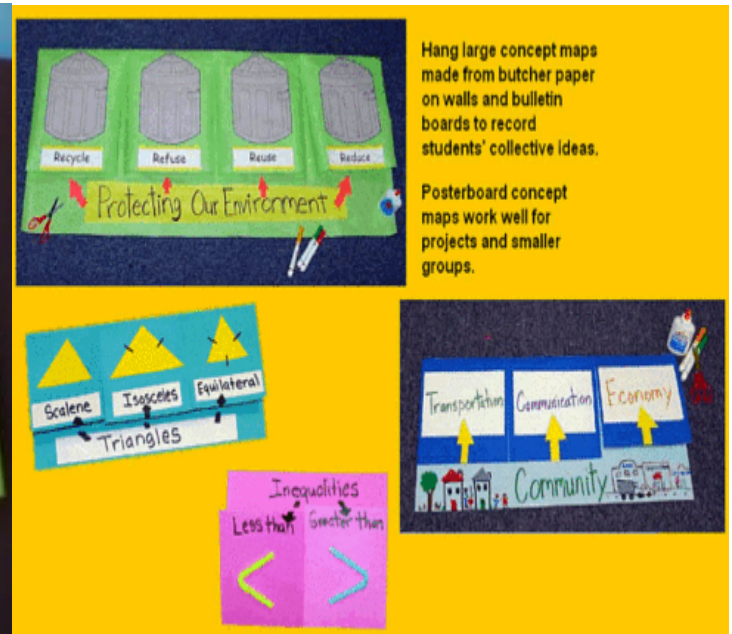 Hang large concept maps
made from butcher paper
on walls and bulletin
boards to record
students' collective ideas.
Posterboard concept
maps work well for
projects and smaller
groups.
Recycle
Refuse
Reuse
Reduce
Protecting Our Environment
Scalene
Isosceles
Equilateral
Triangles
Transportation
Communication
Economy
Community
Inequalities
Less than
Greater than
<
>